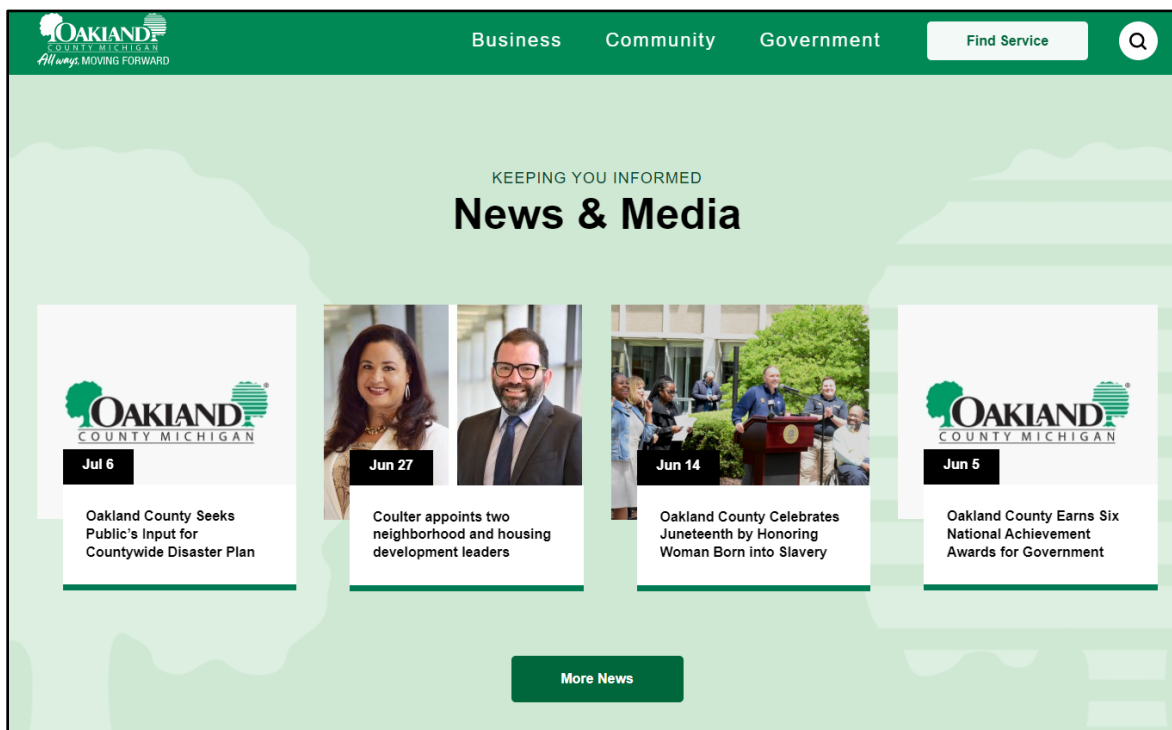 OAKLAND
COUNTY MICHIGAN
All ways, MOVING FORWARD
Business
Community
Government
Find Service
KEEPING YOU INFORMED
News & Media
OAKLAND
COUNTY MICHIGAN
Jul 6
Oakland County Seeks
Public's Input for
Countywide Disaster Plan
Jun 27
Coulter appoints two
neighborhood and housing
development leaders
Jun 14
Oakland County Celebrates
Juneteenth by Honoring
Woman Born into Slavery
OAKLAND
COUNTY MICHIGAN
Jun 5
Oakland County Earns Six
National Achievement
Awards for Government
More News